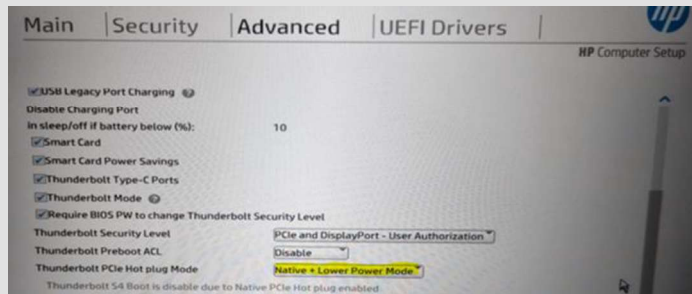 Main Security Advanced UEFI Drivers hp
HP Computer Setup
USB Legacy Port Charging ?
Disable Charging Port
in sleep/off if battery below (%): 10
Smart Card
Smart Card Power Savings
Thunderbolt Type-C Ports
Thunderbolt Mode ?
Require BIOS PW to change Thunderbolt Security Level
Thunderbolt Security Level PCIe and DisplayPort - User Authorization
Thunderbolt Preboot ACL Disable
Thunderbolt PCIe Hot plug Mode Native + Lower Power Mode
Thunderbolt S4 Boot is disable due to Native PCIe Hot plug enabled